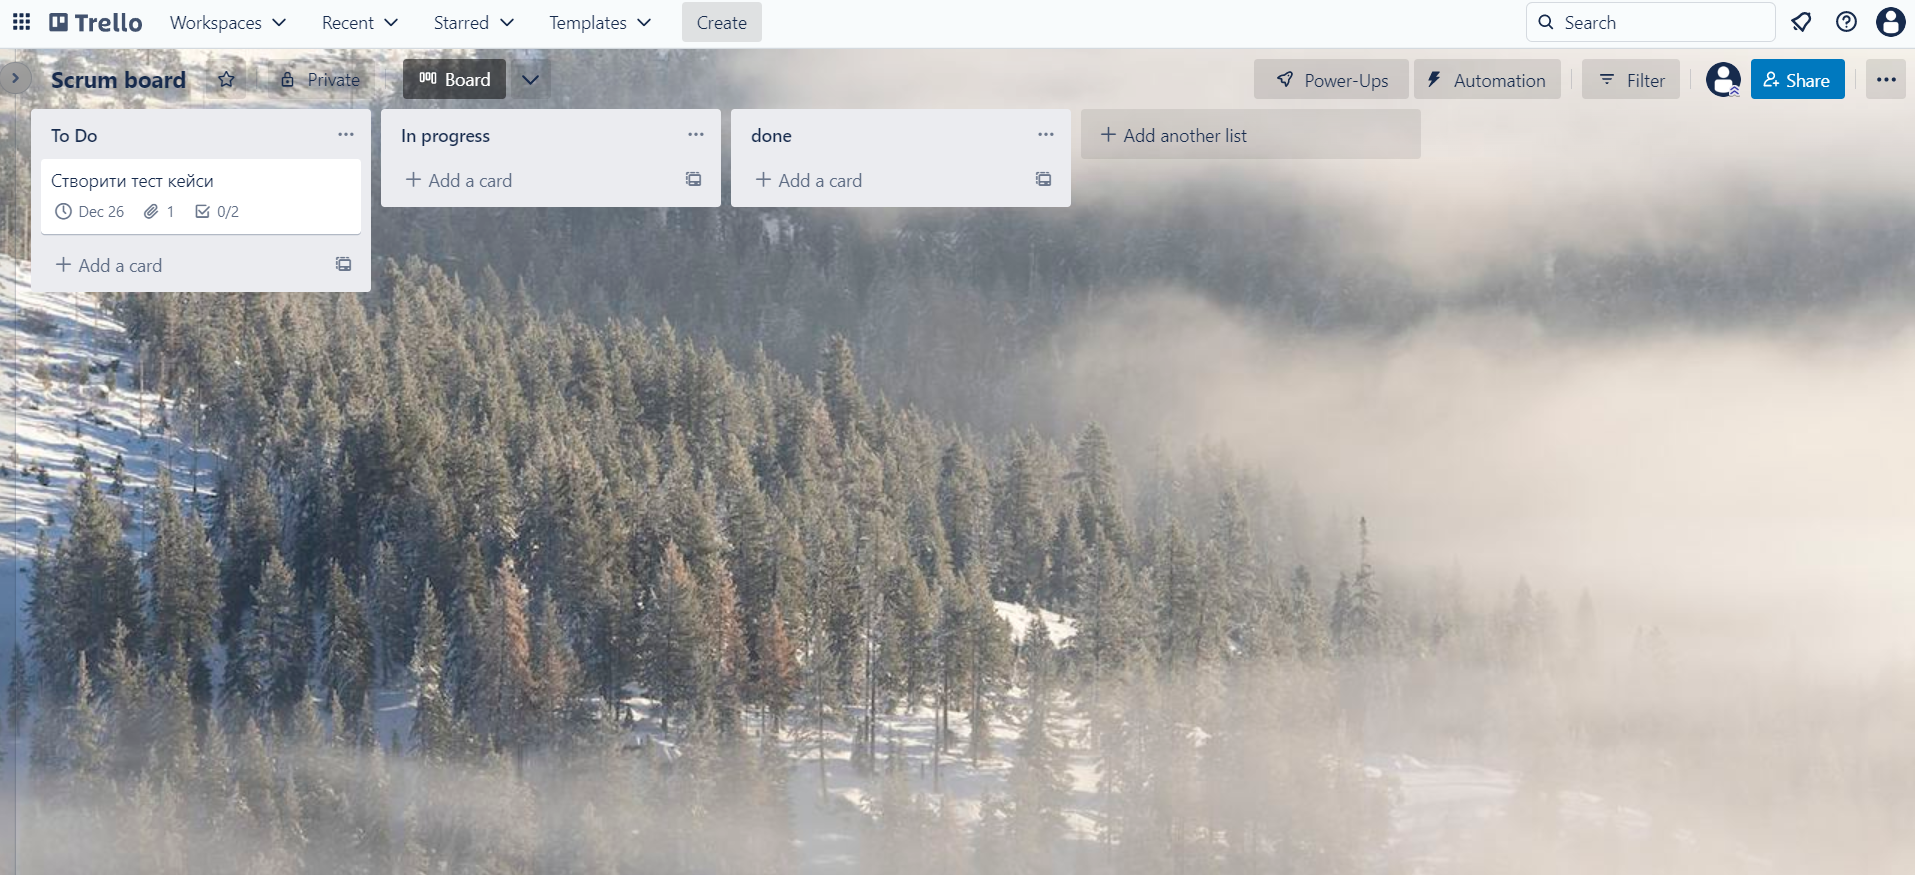 Trello Workspaces Recent Starred Templates Create Search
Scrum board Private Board Power-Ups Automation Filter Share
To Do
Створити тест кейси
Dec 26 1 0/2
Add a card
In progress
Add a card
done
Add a card
Add another list